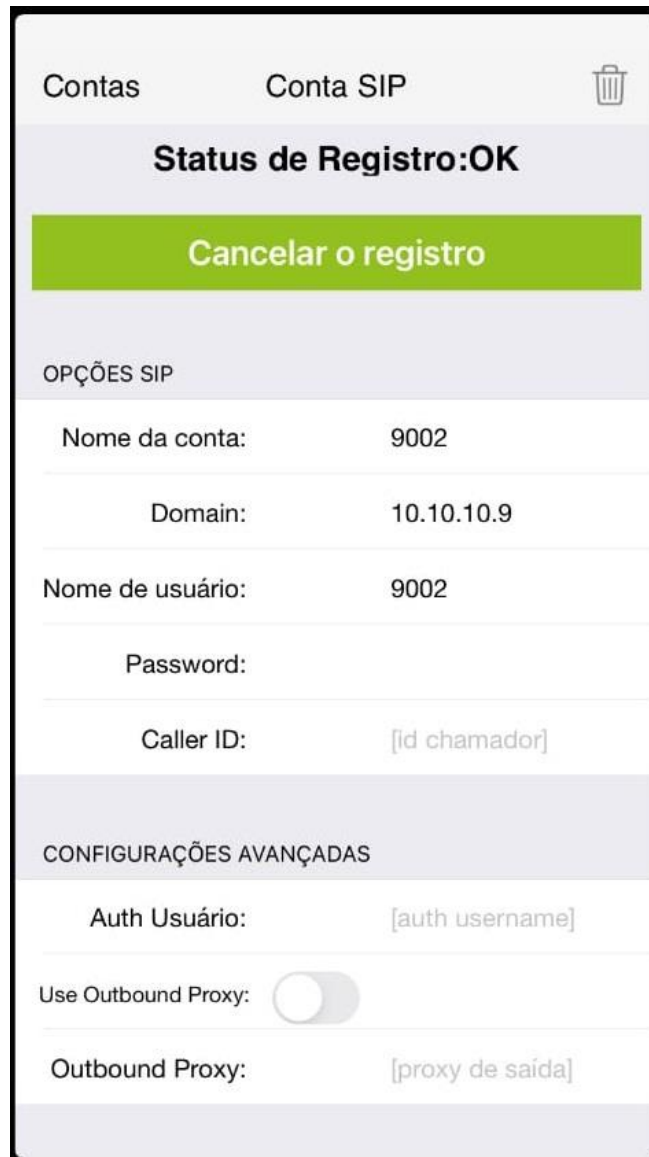 Contas Conta SIP
Status de Registro:OK
Cancelar o registro
OPÇÕES SIP
Nome da conta: 9002
Domain: 10.10.10.9
Nome de usuário: 9002
Password:
Caller ID: [id chamador]
CONFIGURAÇÕES AVANÇADAS
Auth Usuário: [auth username]
Use Outbound Proxy:
Outbound Proxy: [proxy de saída]